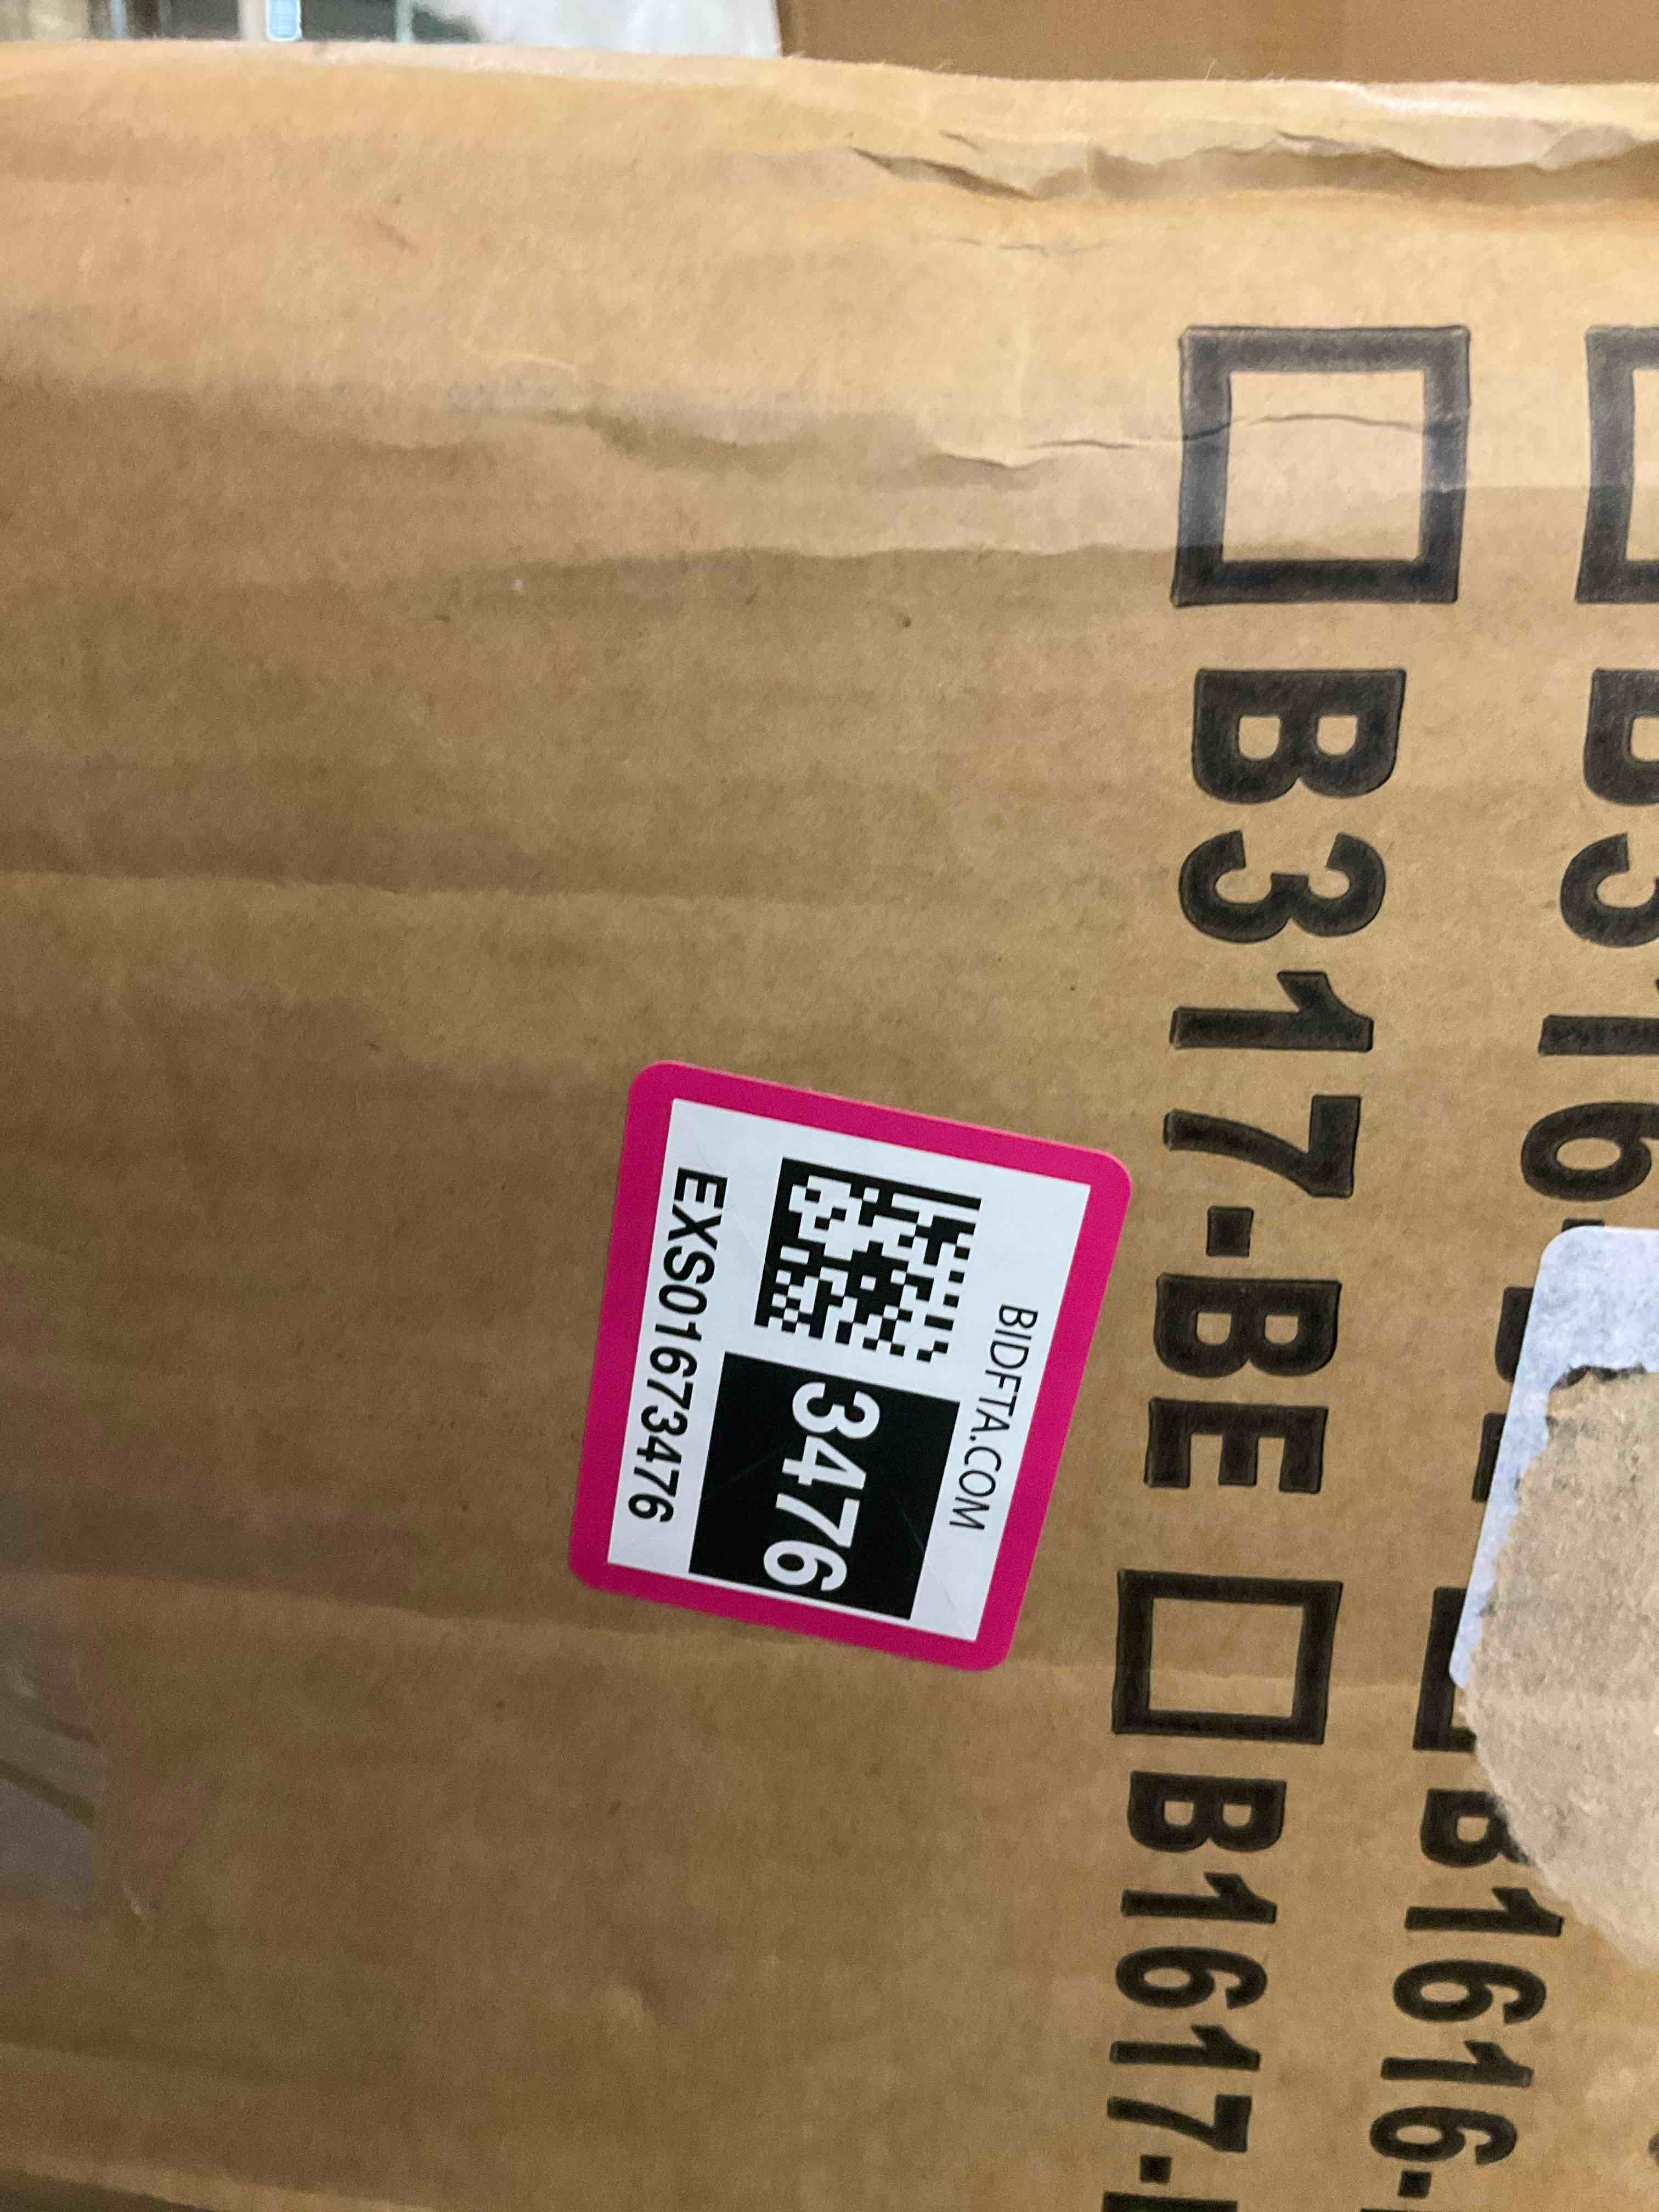 □B316- □B1616-
□B317-BE □B1617-
BIDFTA.COM
3476
EXS01673476